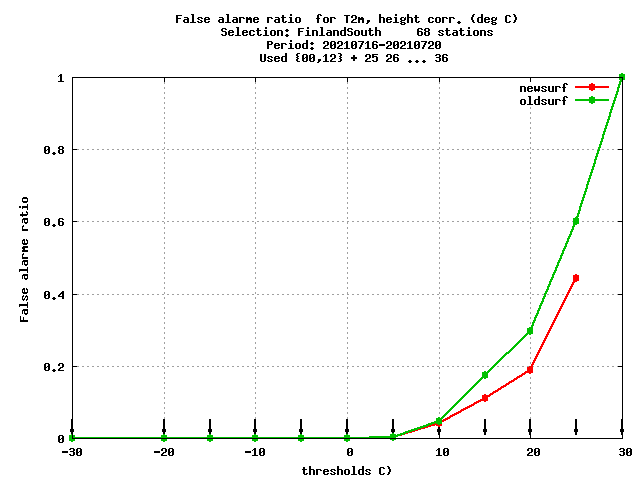 False alarme ratio  for T2m, height corr. (deg C)
Selection: FinlandSouth     68 stations
Period: 20210716-20210720
Used {00,12} + 25 26 ... 36
newsurf
oldsurf
1
0.8
0.6
0.4
0.2
0
False alarme ratio
-30
-20
-10
0
10
20
30
thresholds C)